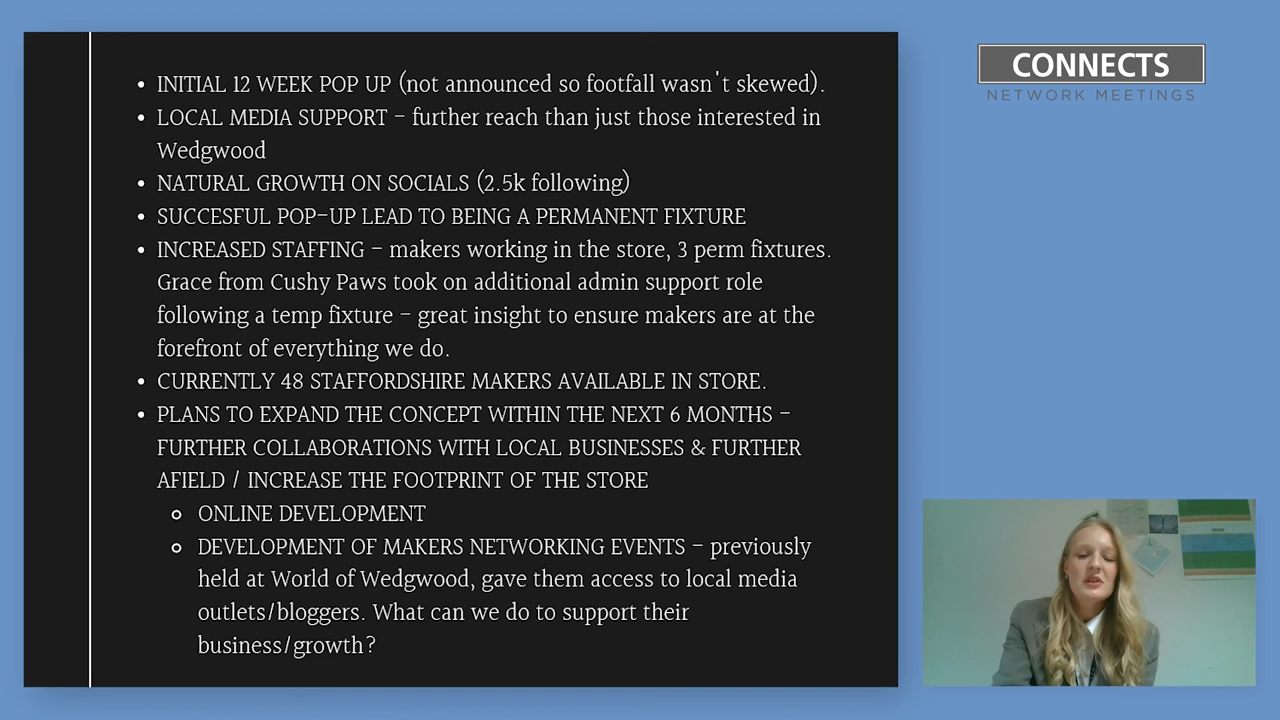 • INITIAL 12 WEEK POP UP (not announced so footfall wasn't skewed).
• LOCAL MEDIA SUPPORT – further reach than just those interested in
Wedgwood
• NATURAL GROWTH ON SOCIALS (2.5k following)
• SUCCESFUL POP-UP LEAD TO BEING A PERMANENT FIXTURE
• INCREASED STAFFING – makers working in the store, 3 perm fixtures.
Grace from Cushy Paws took on additional admin support role
following a temp fixture – great insight to ensure makers are at the
forefront of everything we do.
• CURRENTLY 48 STAFFORDSHIRE MAKERS AVAILABLE IN STORE.
• PLANS TO EXPAND THE CONCEPT WITHIN THE NEXT 6 MONTHS –
FURTHER COLLABORATIONS WITH LOCAL BUSINESSES & FURTHER
AFIELD / INCREASE THE FOOTPRINT OF THE STORE
○ ONLINE DEVELOPMENT
○ DEVELOPMENT OF MAKERS NETWORKING EVENTS – previously
held at World of Wedgwood, gave them access to local media
outlets/bloggers. What can we do to support their
business/growth?
CONNECTS
NETWORK MEETINGS